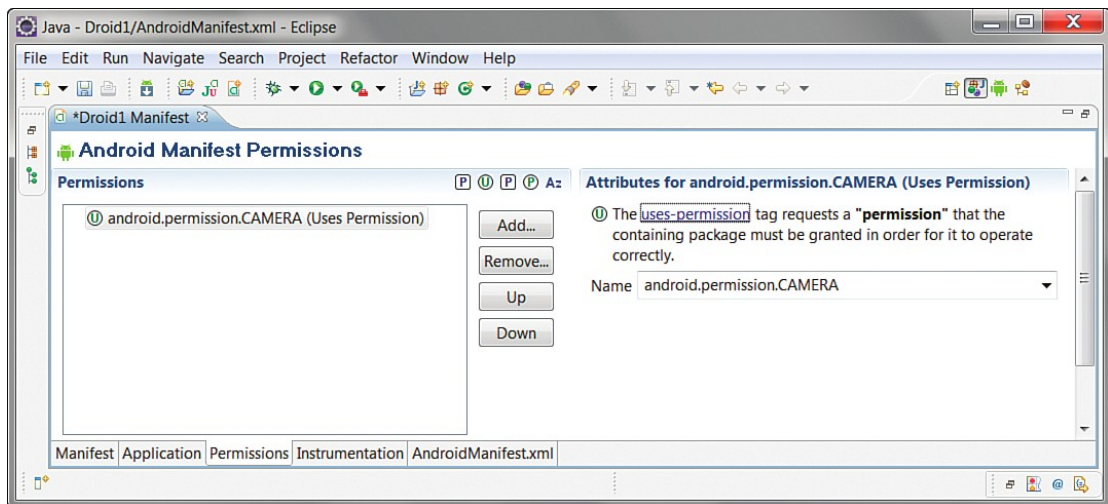 Java - Droid1/AndroidManifest.xml - Eclipse
File Edit Run Navigate Search Project Refactor Window Help
*Droid1 Manifest
Android Manifest Permissions
Permissions
P U P P Az
Attributes for android.permission.CAMERA (Uses Permission)
U android.permission.CAMERA (Uses Permission)
Add...
Remove...
Up
Down
U The uses-permission tag requests a "permission" that the
containing package must be granted in order for it to operate
correctly.
Name android.permission.CAMERA
Manifest Application Permissions Instrumentation AndroidManifest.xml